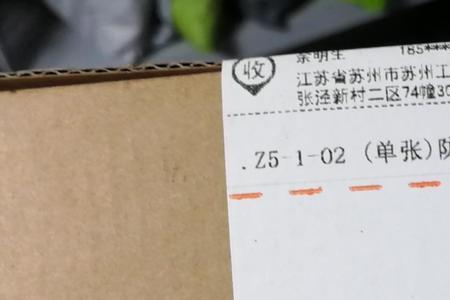 收
185***
江苏省苏州市苏州工
张泾新村二区74幢30
.Z5-1-02 (单张)防